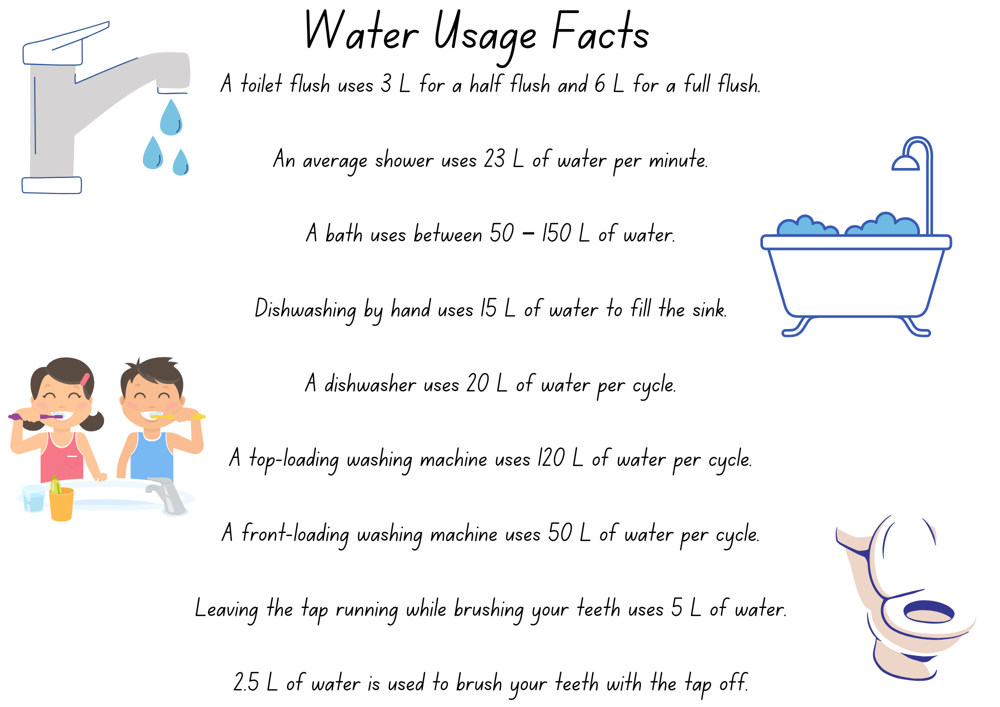 Water Usage Facts
A toilet flush uses 3 L for a half flush and 6 L for a full flush.
An average shower uses 23 L of water per minute.
A bath uses between 50 – 150 L of water.
Dishwashing by hand uses 15 L of water to fill the sink.
A dishwasher uses 20 L of water per cycle.
A top-loading washing machine uses 120 L of water per cycle.
A front-loading washing machine uses 50 L of water per cycle.
Leaving the tap running while brushing your teeth uses 5 L of water.
2.5 L of water is used to brush your teeth with the tap off.